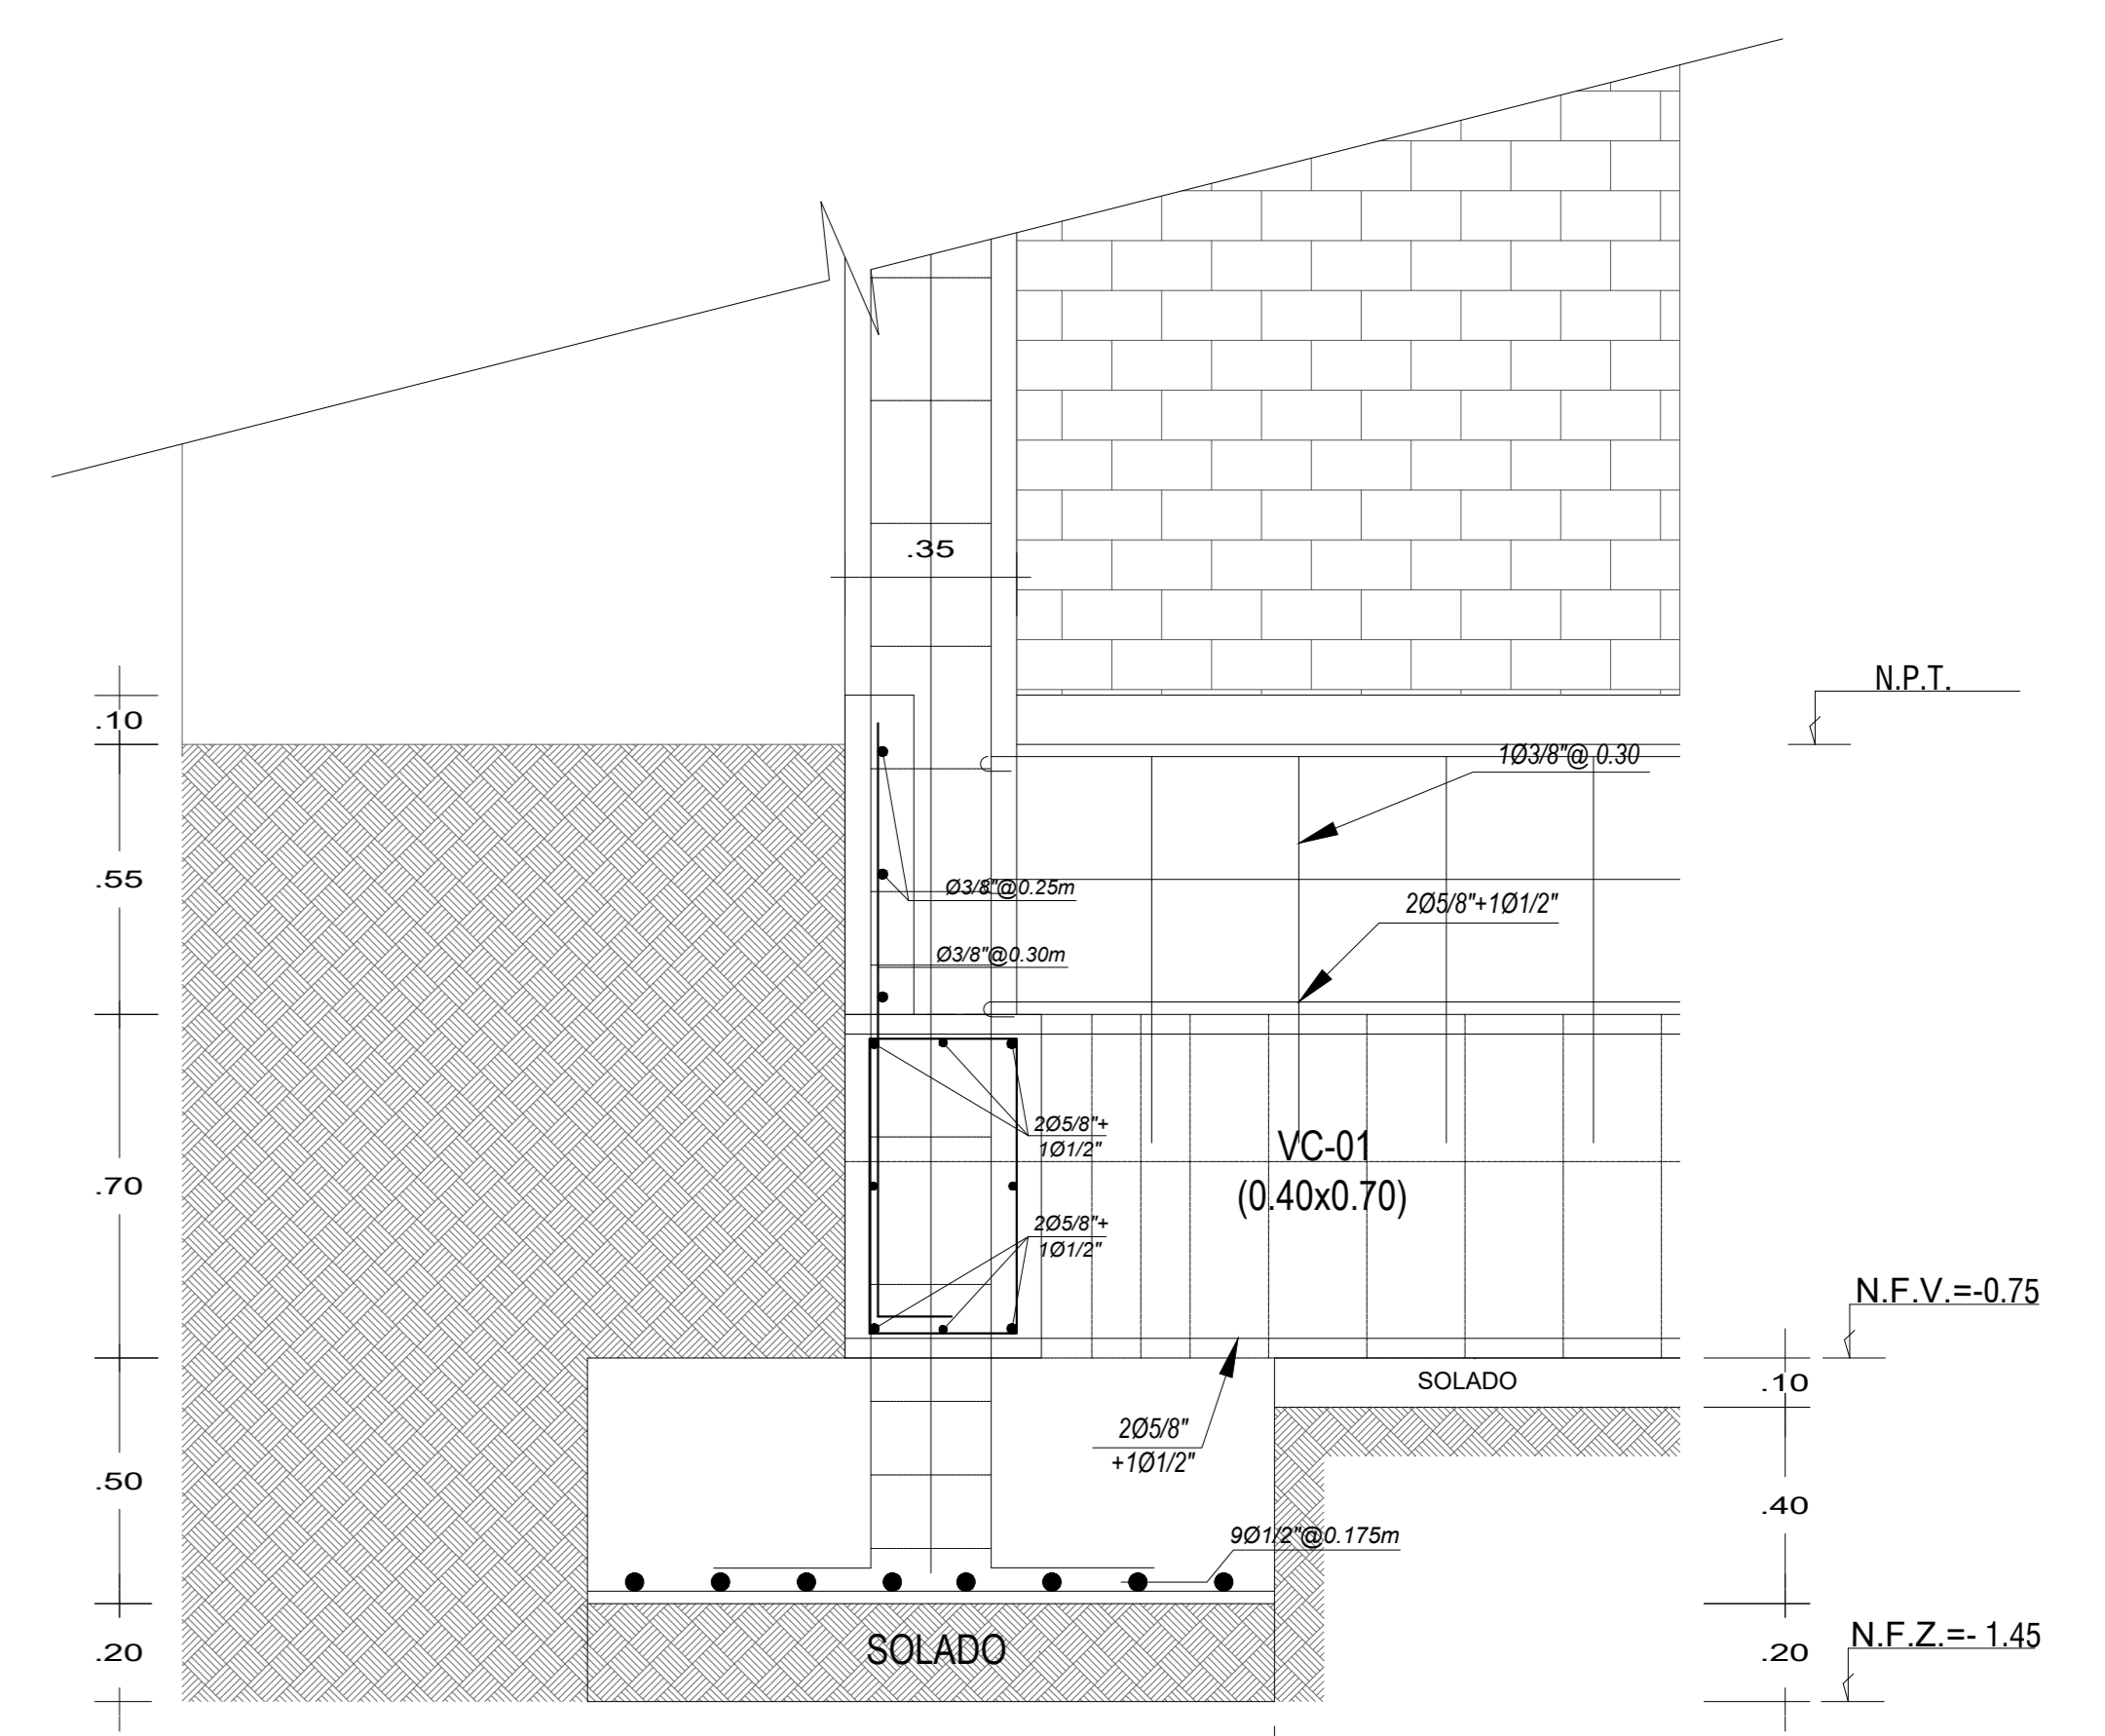 .35
N.P.T.
.10
1Ø3/8"@ 0.30
.55
Ø3/8"@0.25m
2Ø5/8"+1Ø1/2"
Ø3/8"@0.30m
2Ø5/8"+
1Ø1/2"
VC-01
(0.40x0.70)
.70
2Ø5/8"+
1Ø1/2"
N.F.V.=-0.75
SOLADO
.10
2Ø5/8"
+1Ø1/2"
.50
.40
9Ø1/2"@0.175m
SOLADO
N.F.Z.=- 1.45
.20
.20